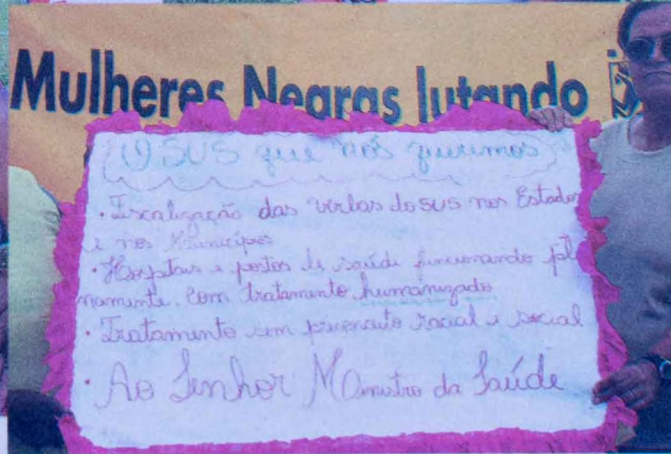 Mulheres Negras lutando
O SUS que nós queremos
• Fiscalização das verbas do SUS nos Estado
e nos Municípios
• Hospitais e postos de saúde funcionando ple
namente, com tratamento humanizado
• Tratamento sem preconceito racial e social
• Ao Senhor Ministro da Saúde